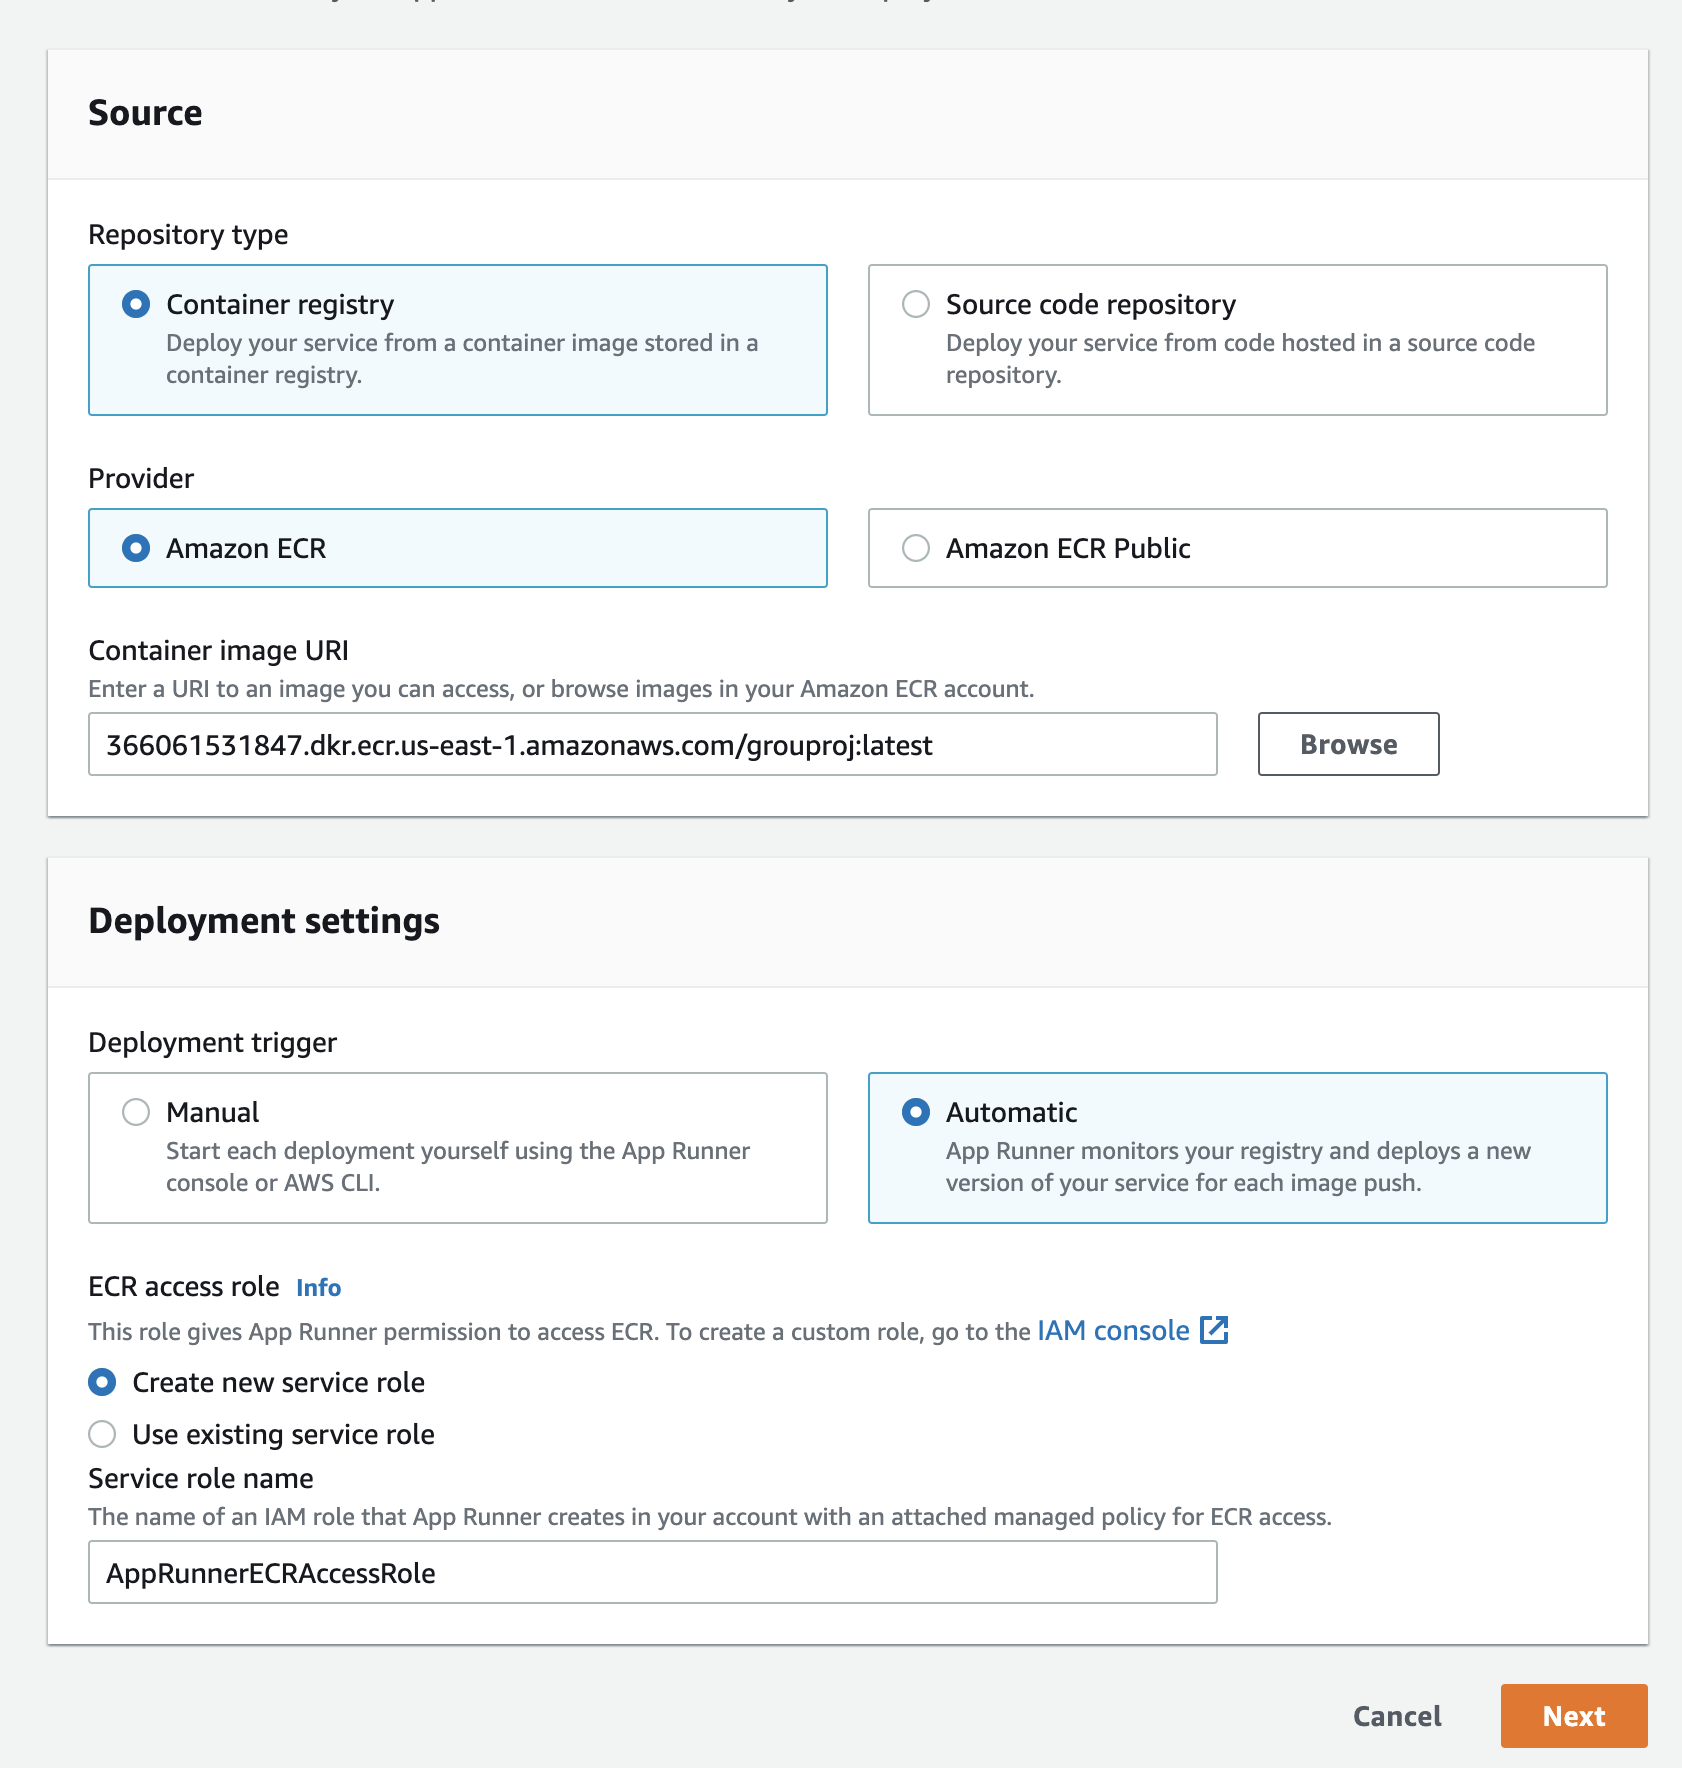 Source
Repository type
Container registry
Deploy your service from a container image stored in a
container registry.
Source code repository
Deploy your service from code hosted in a source code
repository.
Provider
Amazon ECR
Amazon ECR Public
Container image URI
Enter a URI to an image you can access, or browse images in your Amazon ECR account.
366061531847.dkr.ecr.us-east-1.amazonaws.com/grouproj:latest
Browse
Deployment settings
Deployment trigger
Manual
Start each deployment yourself using the App Runner
console or AWS CLI.
Automatic
App Runner monitors your registry and deploys a new
version of your service for each image push.
ECR access role Info
This role gives App Runner permission to access ECR. To create a custom role, go to the IAM console
Create new service role
Use existing service role
Service role name
The name of an IAM role that App Runner creates in your account with an attached managed policy for ECR access.
AppRunnerECRAccessRole
Cancel
Next